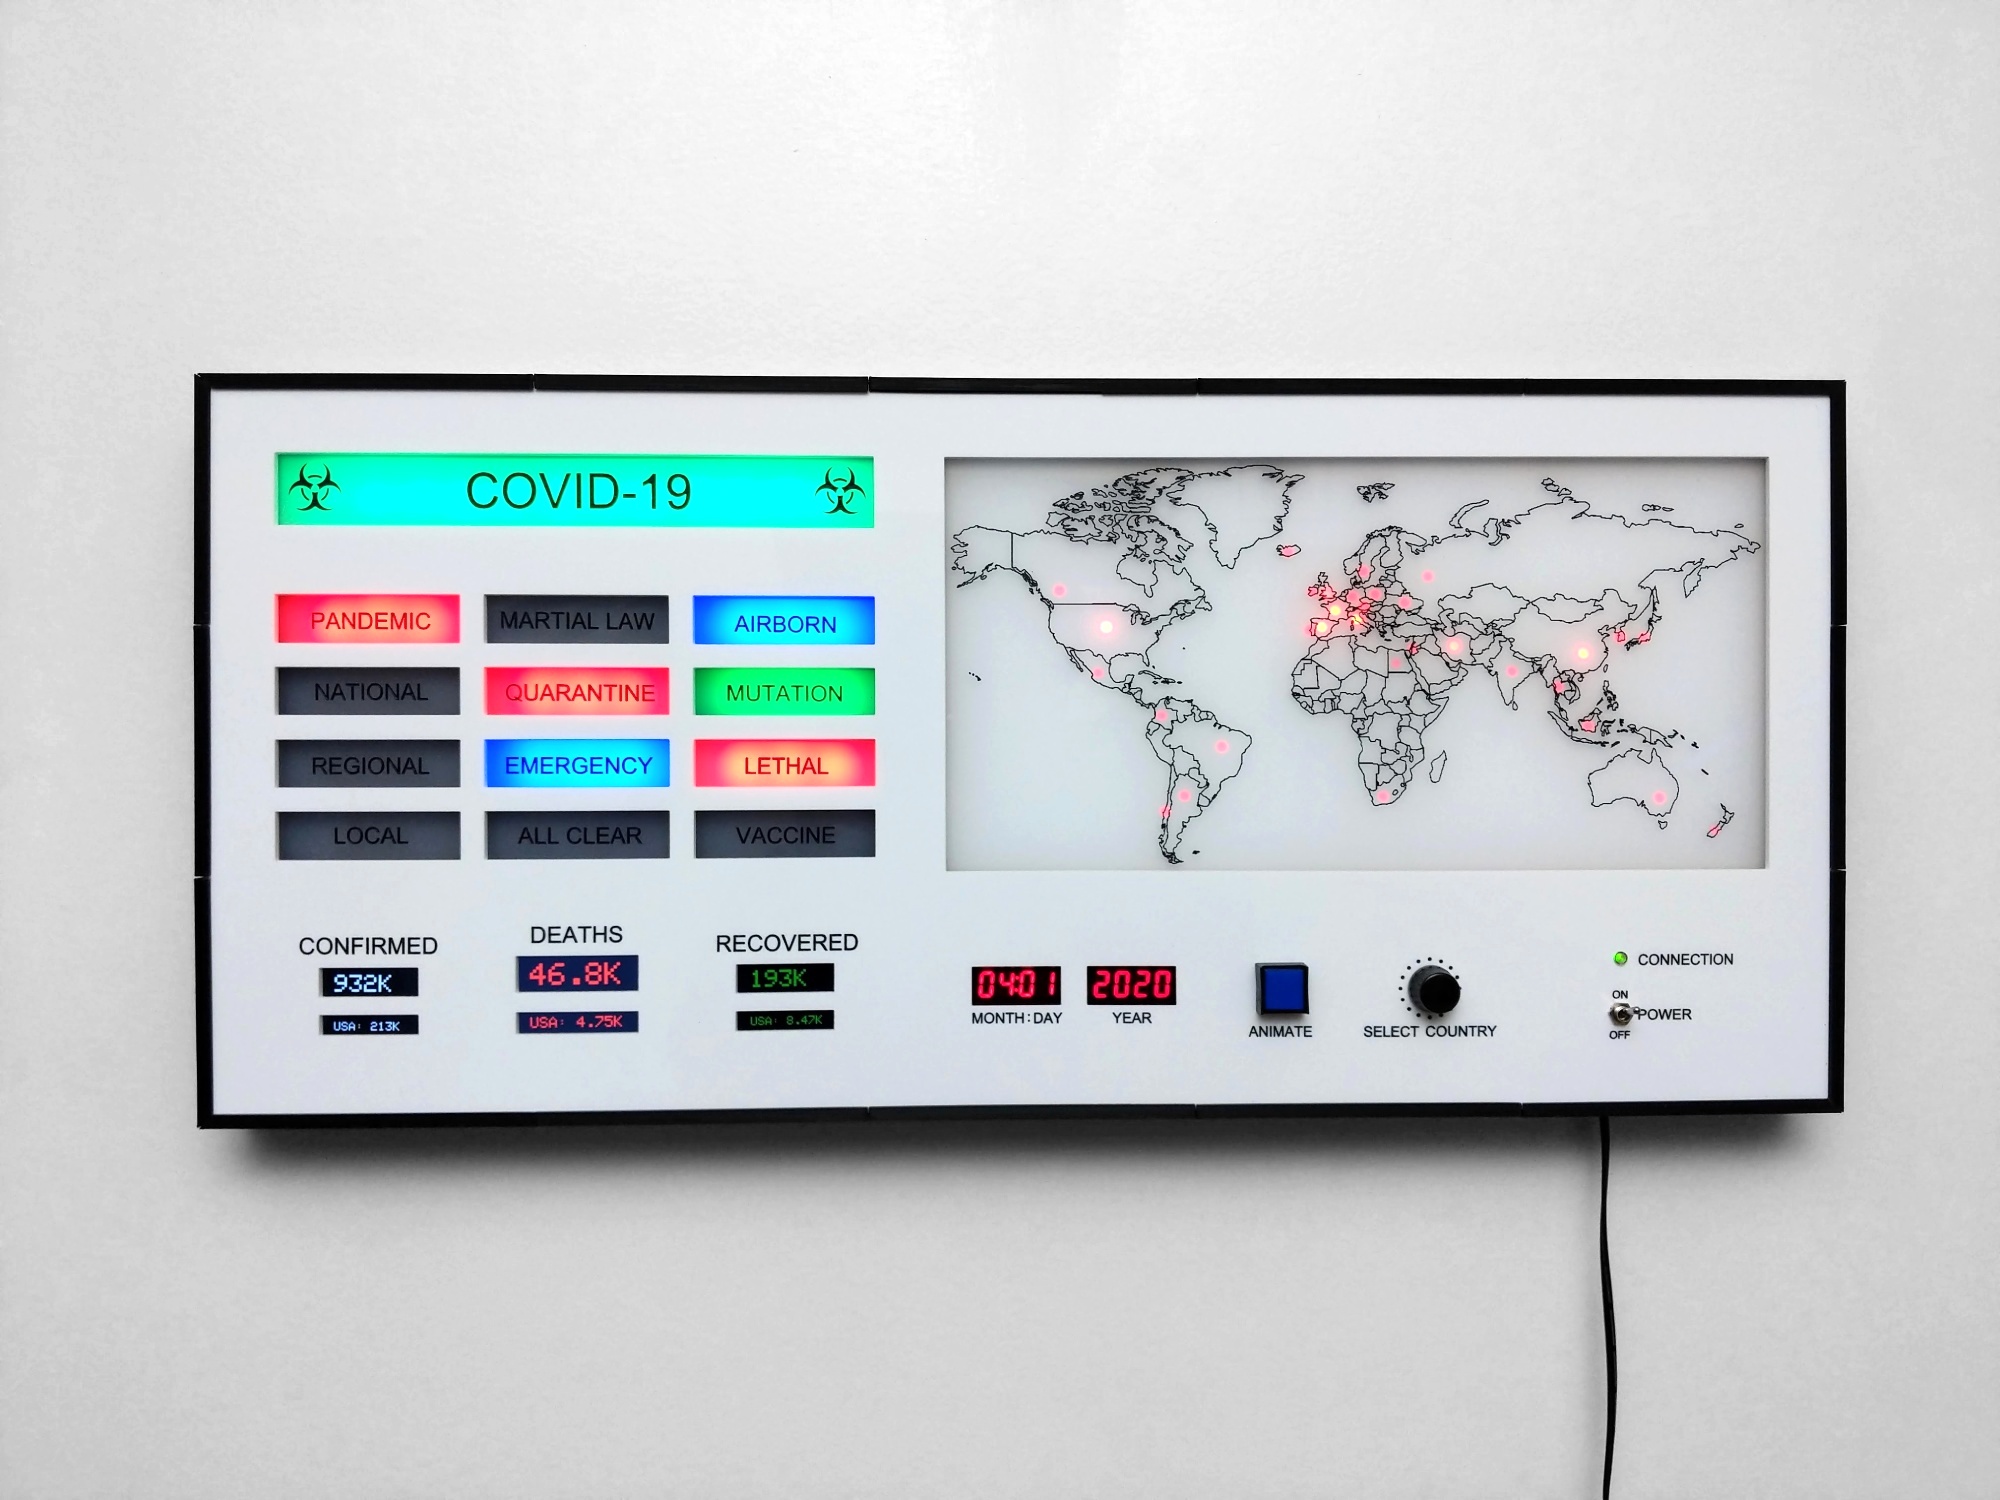 COVID-19
PANDEMIC
MARTIAL LAW
AIRBORN
NATIONAL
QUARANTINE
MUTATION
REGIONAL
EMERGENCY
LETHAL
LOCAL
ALL CLEAR
VACCINE
CONFIRMED
932K
USA: 213K
DEATHS
46.8K
USA: 4.75K
RECOVERED
193K
USA: 8.47K
04:01
MONTH:DAY
2020
YEAR
ANIMATE
SELECT COUNTRY
CONNECTION
ON
POWER
OFF